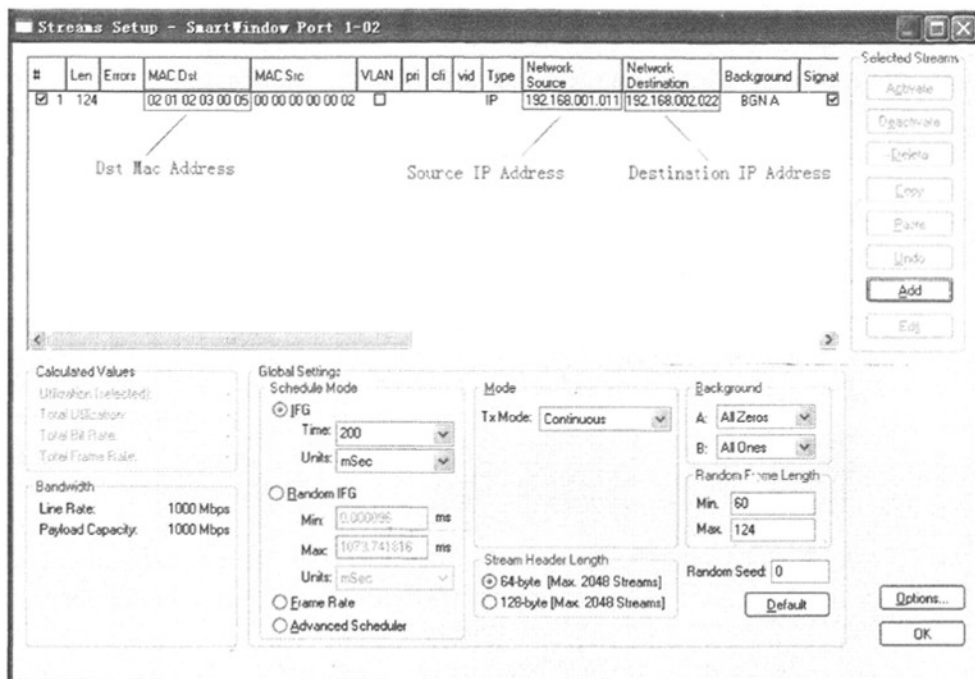 Streams Setup - SmartWindow Port 1-02
# Len Errors MAC Dst MAC Src VLAN pri cfi vid Type Network Source Network Destination Background Signat
1 124 02 01 02 03 00 05 00 00 00 00 00 02 IP 192.168.001.011 192.168.002.022 BGN A
Dst Mac Address
Source IP Address
Destination IP Address
Selected Streams
Activate
Deactivate
Delete
Copy
Paste
Undo
Add
Edit
Calculated Values
Utilization (selected): -
Total Utilization: -
Total Bit Rate: -
Total Frame Rate: -
Bandwidth
Line Rate: 1000 Mbps
Payload Capacity: 1000 Mbps
Global Settings
Schedule Mode
IFG
Time: 200
Units: mSec
Random IFG
Min: 0.000096 ms
Max: 1073.741816 ms
Units: mSec
Frame Rate
Advanced Scheduler
Mode
Tx Mode: Continuous
Stream Header Length
64-byte [Max. 2048 Streams]
128-byte [Max. 2048 Streams]
Background
A: All Zeros
B: All Ones
Random Frame Length
Min. 60
Max. 124
Random Seed: 0
Default
Options...
OK